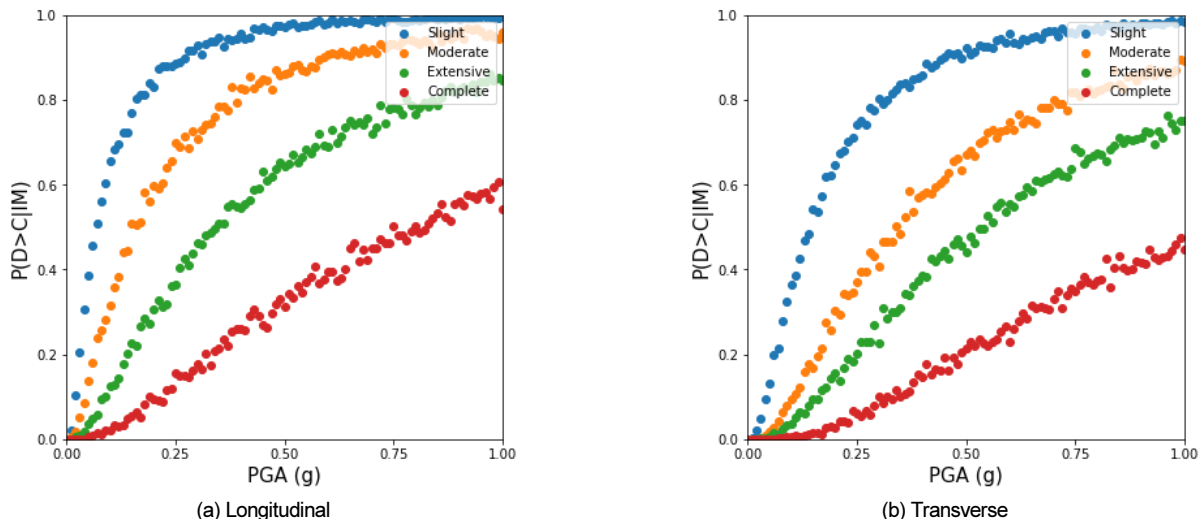 P(D>C|IM)
1.0
0.8
0.6
0.4
0.2
0.0
Slight
Moderate
Extensive
Complete
0.00 0.25 0.50 0.75 1.00
PGA (g)
(a) Longitudinal
P(D>C|IM)
1.0
0.8
0.6
0.4
0.2
0.0
Slight
Moderate
Extensive
Complete
0.00 0.25 0.50 0.75 1.00
PGA (g)
(b) Transverse